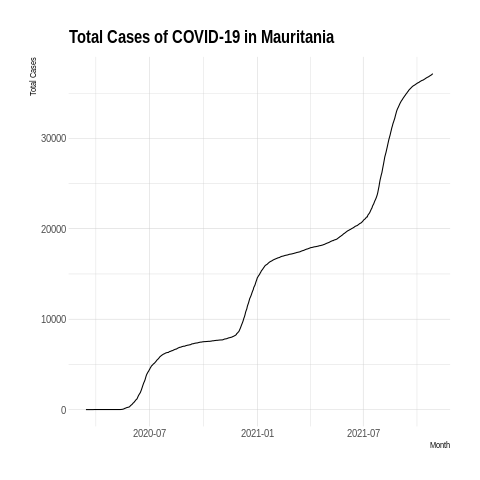 Total Cases of COVID-19 in Mauritania
Total Cases
30000
20000
10000
0
2020-07
2021-01
2021-07
Month